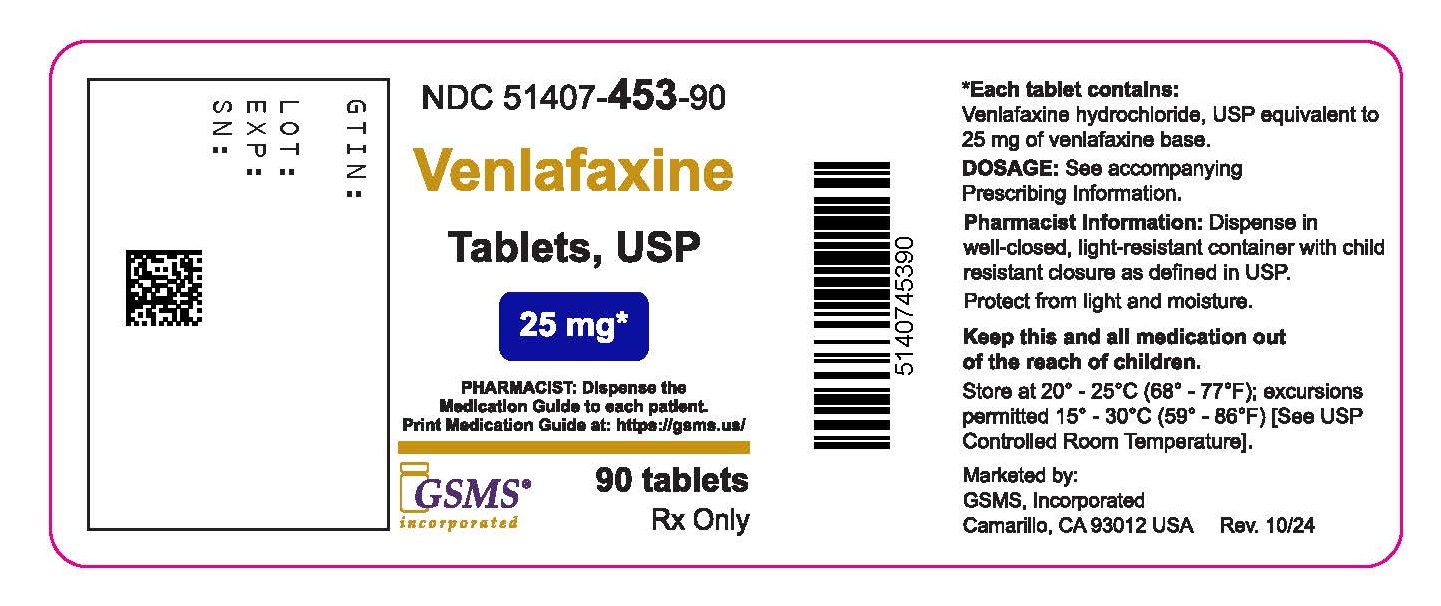 GTIN:
LOT:
EXP:
SN:
NDC 51407-453-90
Venlafaxine
Tablets, USP
25 mg*
PHARMACIST: Dispense the
Medication Guide to each patient.
Print Medication Guide at: https://gsms.us/
GSMS®
incorporated
90 tablets
Rx Only
5140745390
*Each tablet contains:
Venlafaxine hydrochloride, USP equivalent to
25 mg of venlafaxine base.
DOSAGE: See accompanying
Prescribing Information.
Pharmacist Information: Dispense in
well-closed, light-resistant container with child
resistant closure as defined in USP.
Protect from light and moisture.
Keep this and all medication out
of the reach of children.
Store at 20° - 25°C (68° - 77°F); excursions
permitted 15° - 30°C (59° - 86°F) [See USP
Controlled Room Temperature].
Marketed by:
GSMS, Incorporated
Camarillo, CA 93012 USA Rev. 10/24